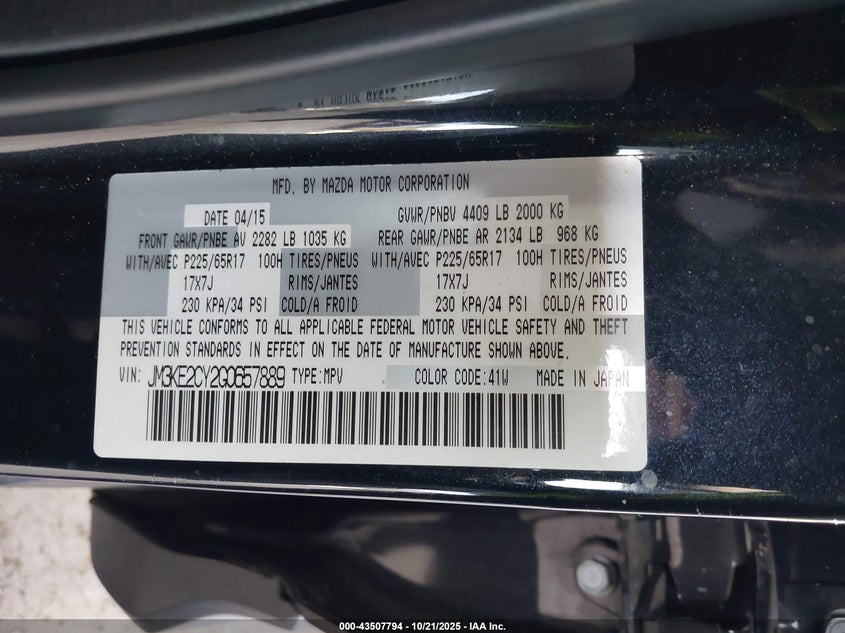 MFD. BY MAZDA MOTOR CORPORATION
DATE 04/15 GVWR/PNBV 4409 LB 2000 KG
FRONT GAWR/PNBE AV 2282 LB 1035 KG REAR GAWR/PNBE AR 2134 LB 968 KG
WITH/AVEC P225/65R17 100H TIRES/PNEUS WITH/AVEC P225/65R17 100H TIRES/PNEUS
17X7J RIMS/JANTES 17X7J RIMS/JANTES
230 KPA/34 PSI COLD/A FROID 230 KPA/34 PSI COLD/A FROID
THIS VEHICLE CONFORMS TO ALL APPLICABLE FEDERAL MOTOR VEHICLE SAFETY AND THEFT
PREVENTION STANDARDS IN EFFECT ON THE DATE OF MANUFACTURE SHOWN ABOVE.
VIN: JM3KE2CY2G0657889 TYPE:MPV COLOR CODE:41W MADE IN JAPAN
000-43507794 - 10/21/2025 - IAA Inc.